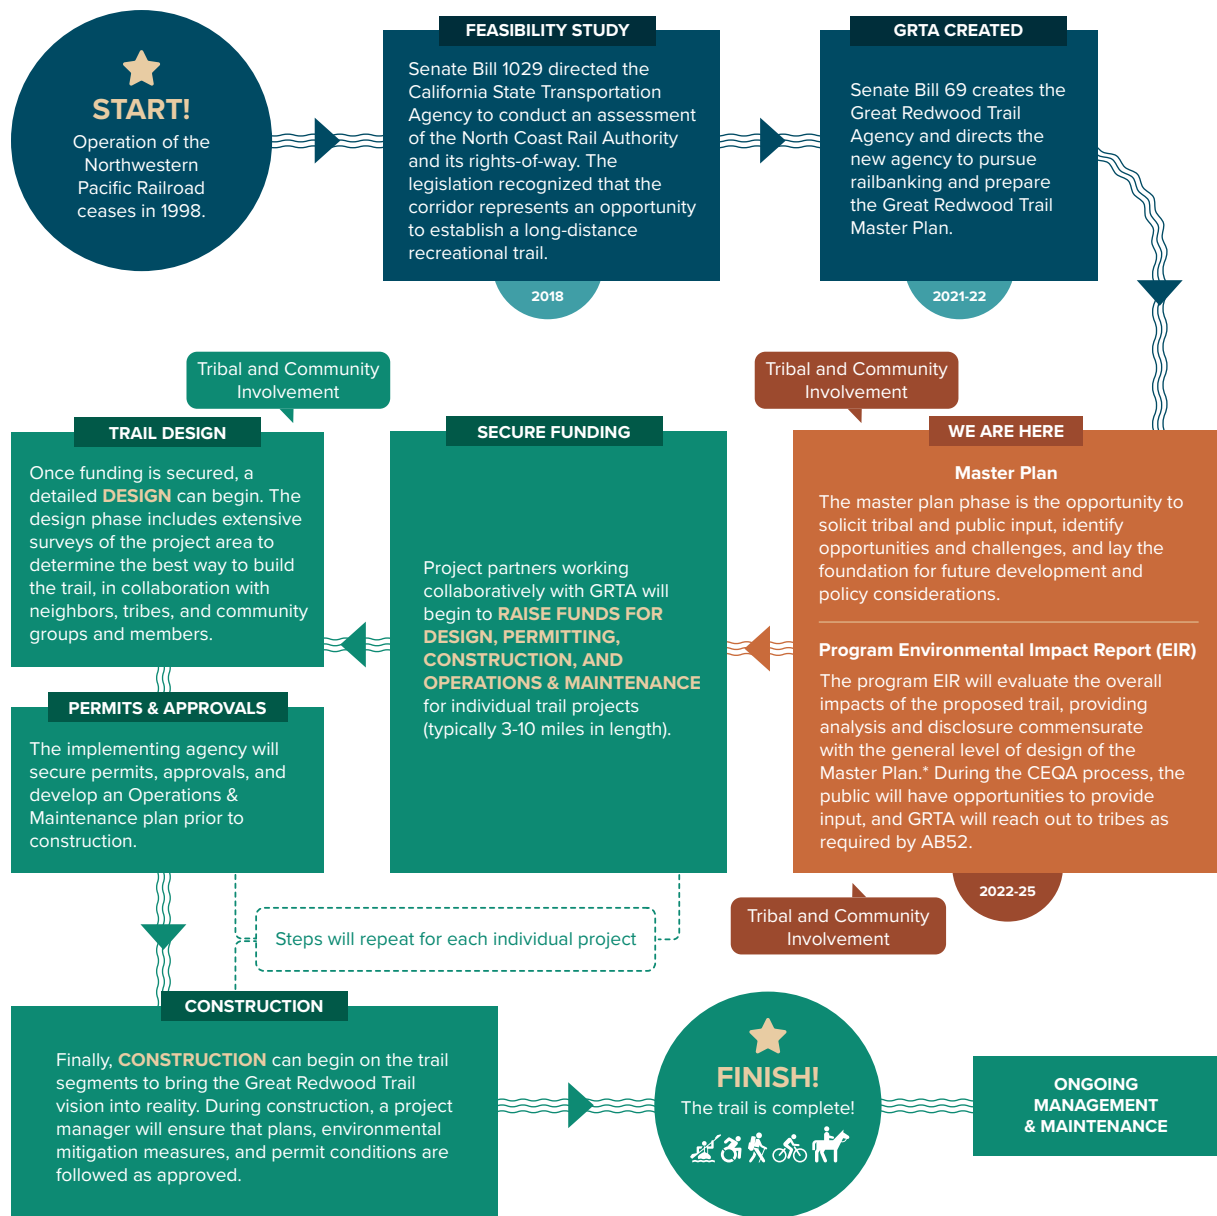 START!
Operation of the
Northwestern
Pacific Railroad
ceases in 1998.
FEASIBILITY STUDY
Senate Bill 1029 directed the
California State Transportation
Agency to conduct an assessment
of the North Coast Rail Authority
and its rights-of-way. The
legislation recognized that the
corridor represents an opportunity
to establish a long-distance
recreational trail.
2018
GRTA CREATED
Senate Bill 69 creates the
Great Redwood Trail
Agency and directs the
new agency to pursue
railbanking and prepare
the Great Redwood Trail
Master Plan.
2021-22
Tribal and Community
Involvement
WE ARE HERE
Master Plan
The master plan phase is the opportunity to
solicit tribal and public input, identify
opportunities and challenges, and lay the
foundation for future development and
policy considerations.
Program Environmental Impact Report (EIR)
The program EIR will evaluate the overall
impacts of the proposed trail, providing
analysis and disclosure commensurate
with the general level of design of the
Master Plan.* During the CEQA process, the
public will have opportunities to provide
input, and GRTA will reach out to tribes as
required by AB52.
2022-25
Tribal and Community
Involvement
SECURE FUNDING
Project partners working
collaboratively with GRTA will
begin to RAISE FUNDS FOR
DESIGN, PERMITTING,
CONSTRUCTION, AND
OPERATIONS & MAINTENANCE
for individual trail projects
(typically 3-10 miles in length).
Tribal and Community
Involvement
TRAIL DESIGN
Once funding is secured, a
detailed DESIGN can begin. The
design phase includes extensive
surveys of the project area to
determine the best way to build
the trail, in collaboration with
neighbors, tribes, and community
groups and members.
PERMITS & APPROVALS
The implementing agency will
secure permits, approvals, and
develop an Operations &
Maintenance plan prior to
construction.
Steps will repeat for each individual project
CONSTRUCTION
Finally, CONSTRUCTION can begin on the trail
segments to bring the Great Redwood Trail
vision into reality. During construction, a project
manager will ensure that plans, environmental
mitigation measures, and permit conditions are
followed as approved.
FINISH!
The trail is complete!
ONGOING
MANAGEMENT
& MAINTENANCE